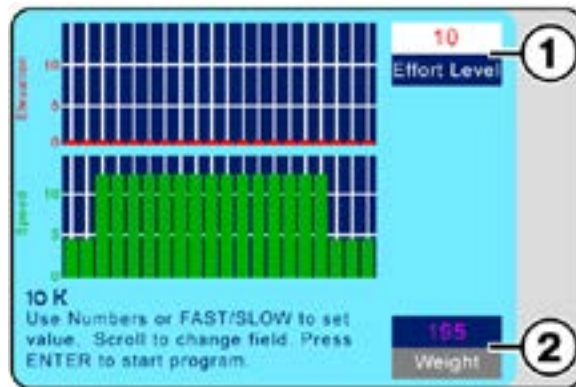 10
Effort Level
1
Elevation
10
5
0
Speed
10
5
0
10 K
Use Numbers or FAST/SLOW to set
value. Scroll to change field. Press
ENTER to start program.
195
Weight
2